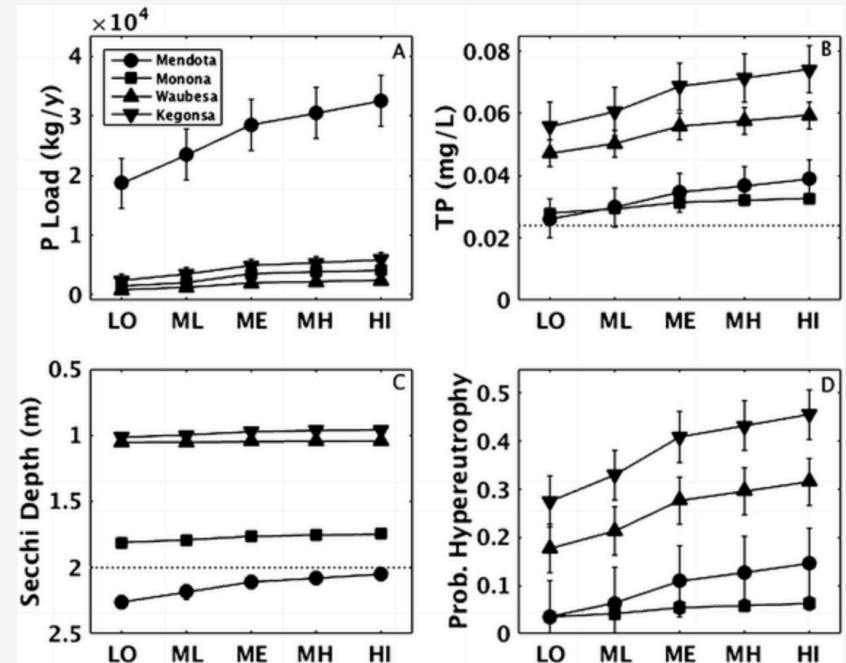 ×10⁴
A
4
3
2
1
0
P Load (kg/y)
Mendota
Monona
Waubesa
Kegonsa
LO ML ME MH HI
B
0.08
0.06
0.04
0.02
0
TP (mg/L)
LO ML ME MH HI
C
0.5
1
1.5
2
2.5
Secchi Depth (m)
LO ML ME MH HI
D
0.5
0.4
0.3
0.2
0.1
0
Prob. Hypereutrophy
LO ML ME MH HI